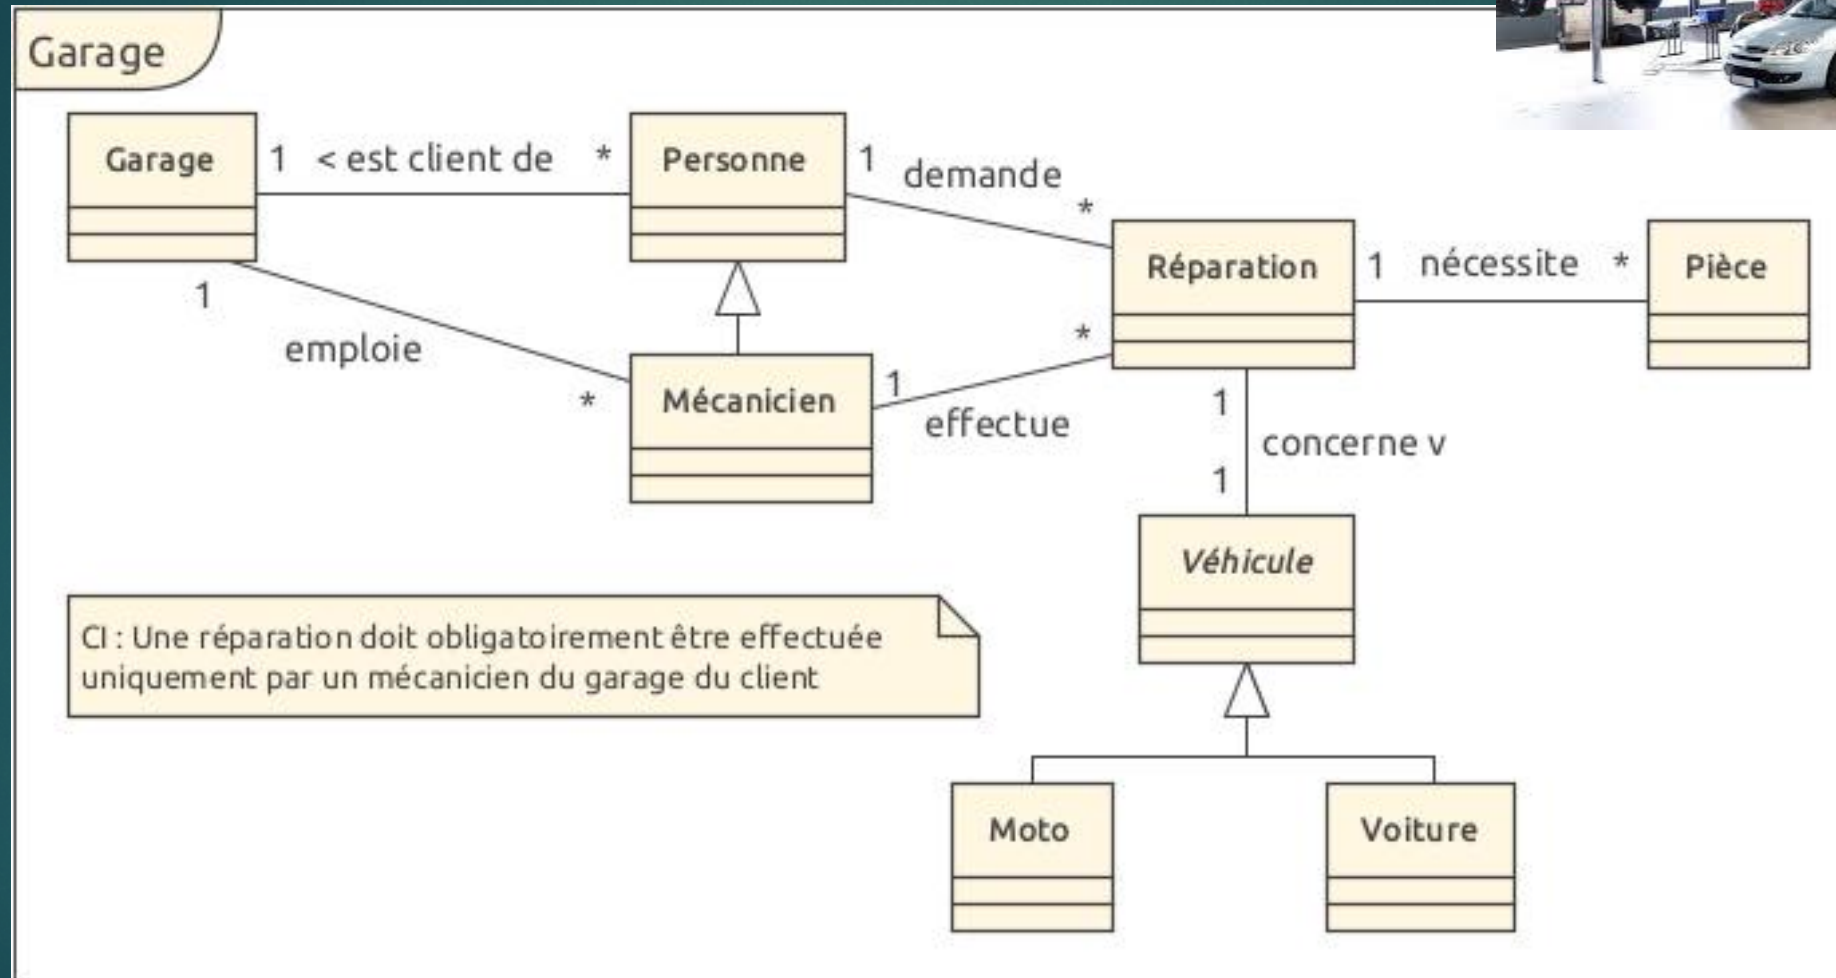 Garage
Garage
1 < est client de *
Personne
1 demande *
Réparation
1 nécessite *
Pièce
1 emploie *
Mécanicien
1 effectue *
1
concerne v
1
Véhicule
CI : Une réparation doit obligatoirement être effectuée
uniquement par un mécanicien du garage du client
Moto
Voiture